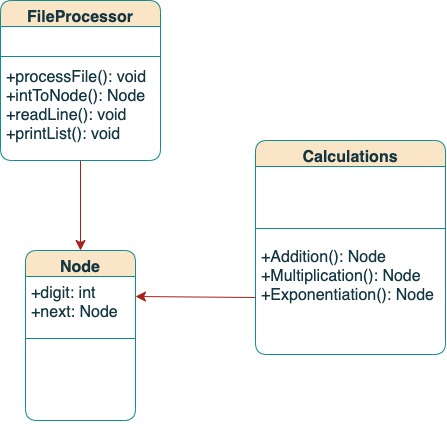 FileProcessor
+processFile(): void
+intToNode(): Node
+readLine(): void
+printList(): void
Calculations
+Addition(): Node
+Multiplication(): Node
+Exponentiation(): Node
Node
+digit: int
+next: Node